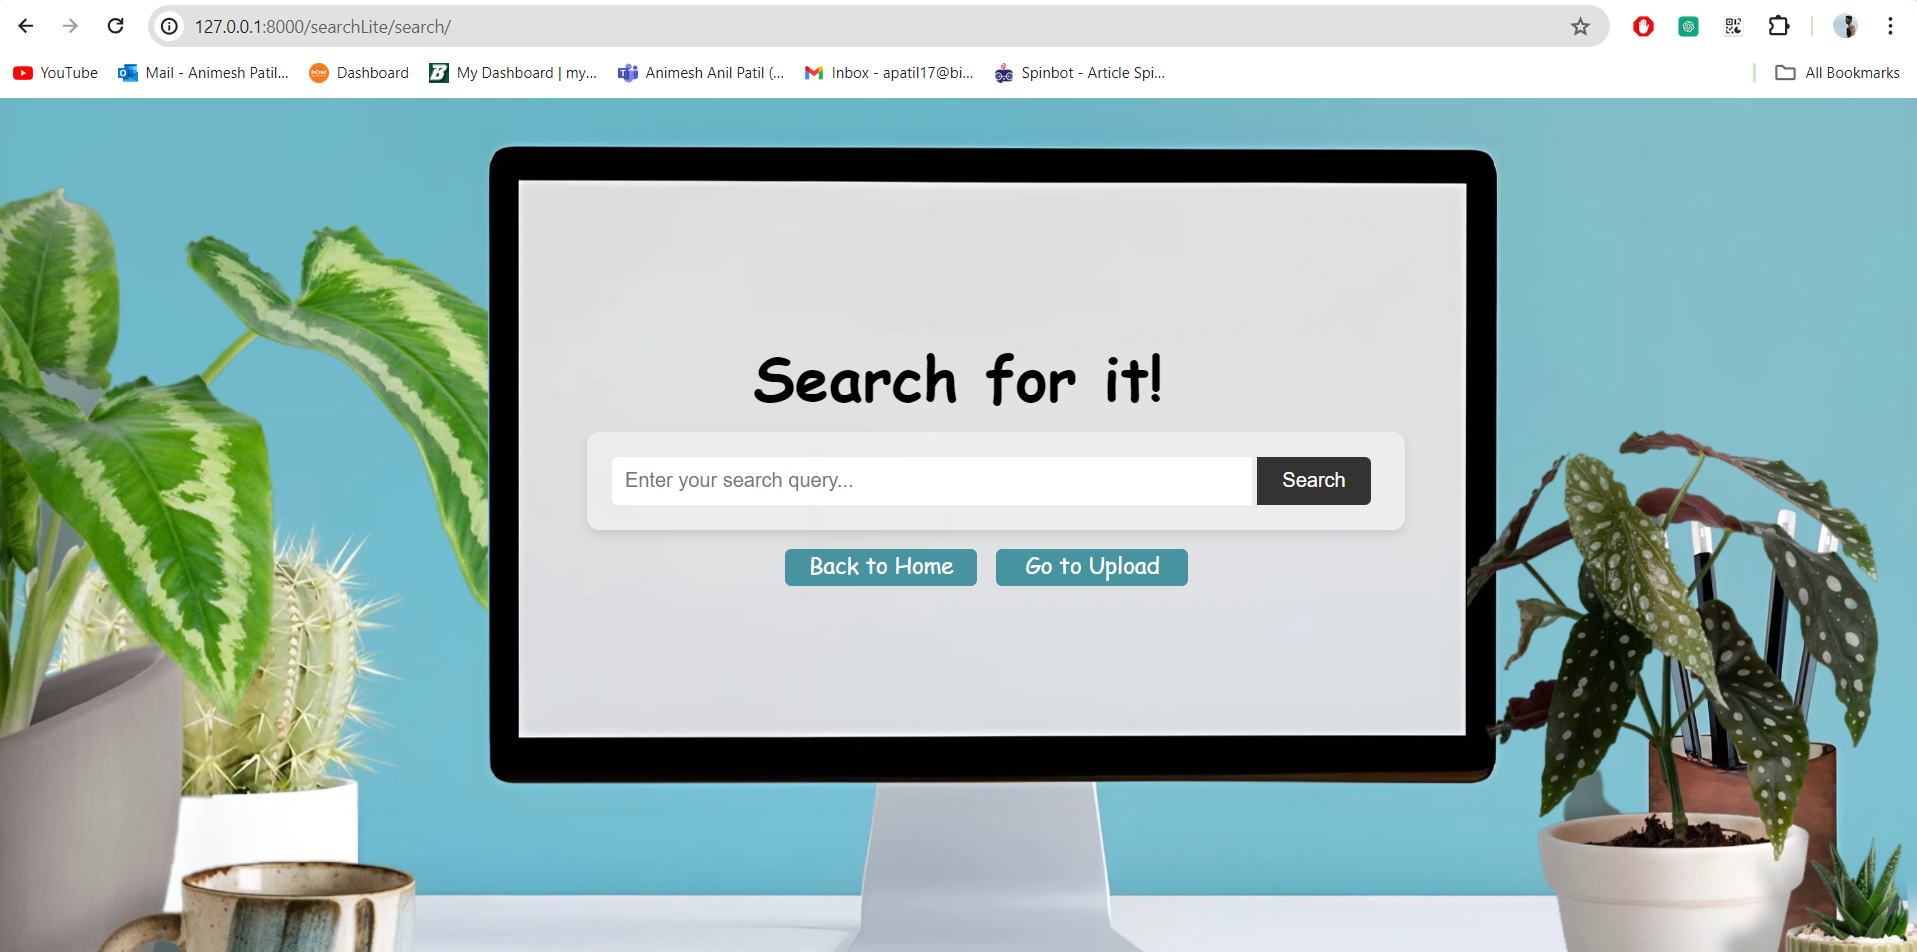 127.0.0.1:8000/searchLite/search/
YouTube Mail - Animesh Patil... Dashboard My Dashboard | my... Animesh Anil Patil (... Inbox - apatil17@bi... Spinbot - Article Spi... All Bookmarks
Search for it!
Enter your search query... Search
Back to Home Go to Upload